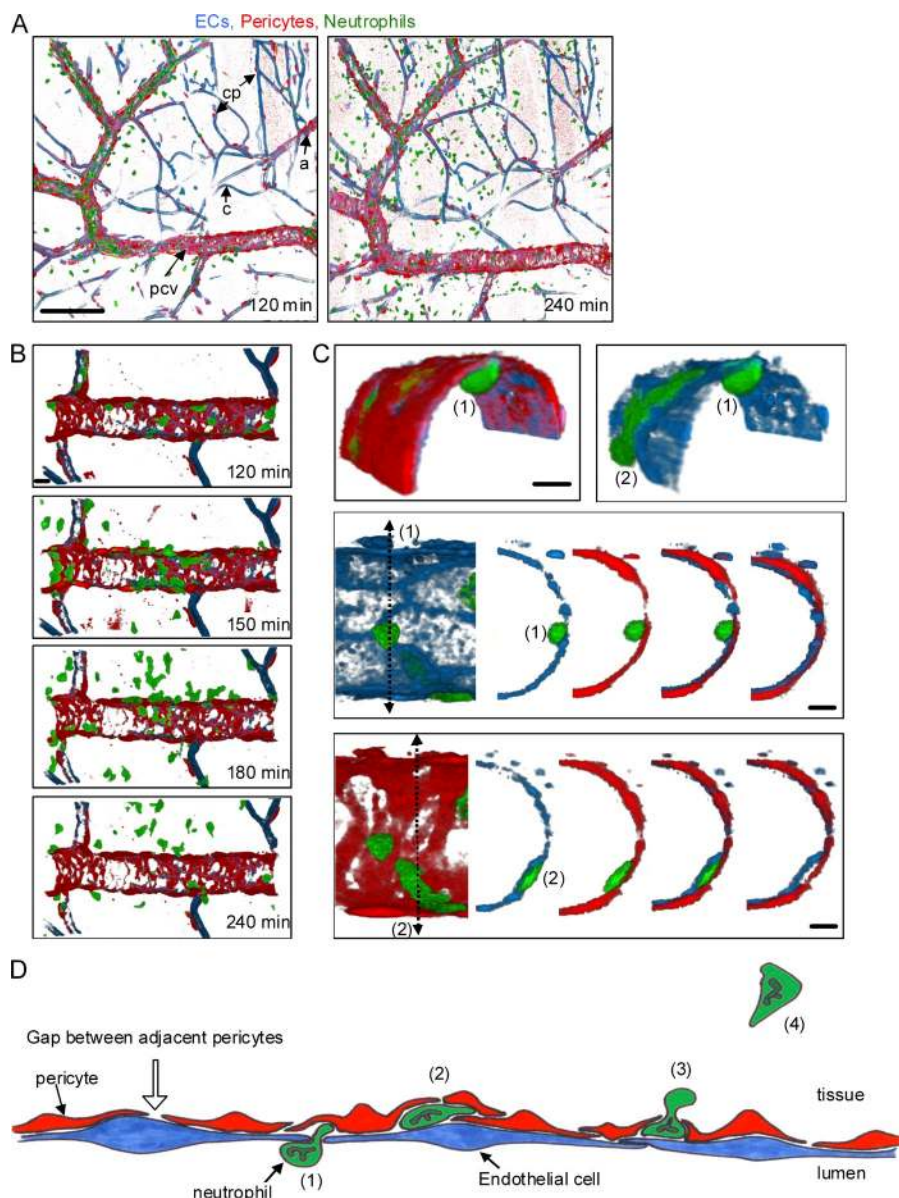 ECs, Pericytes, Neutrophils
A
cp
a
c
pcv
120 min
240 min
B
120 min
150 min
180 min
240 min
C
(1)
(1)
(2)
(1)
(1)
(2)
(2)
D
Gap between adjacent pericytes
pericyte
(1)
neutrophil
(2)
Endothelial cell
(3)
(4)
tissue
lumen